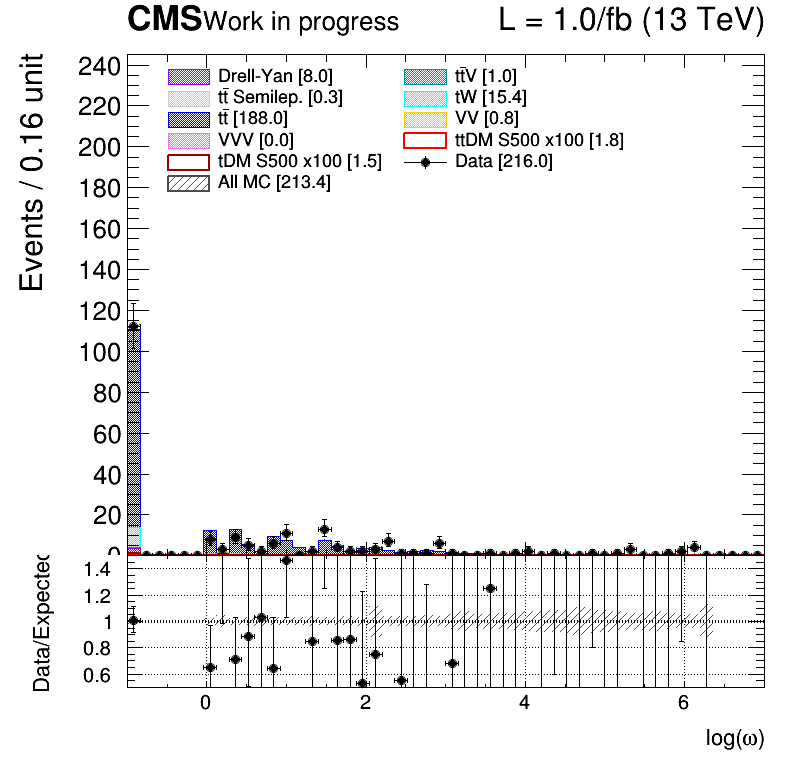 CMS Work in progress L = 1.0/fb (13 TeV)
Events / 0.16 unit
240
220
200
180
160
140
120
100
80
60
40
20
0
Drell-Yan [8.0] tt̄V [1.0]
tt̄ Semilep. [0.3] tW [15.4]
tt̄ [188.0] VV [0.8]
VVV [0.0] ttDM S500 x100 [1.8]
tDM S500 x100 [1.5] Data [216.0]
All MC [213.4]
Data/Expected
1.4
1.2
1
0.8
0.6
0 2 4 6
log(ω)